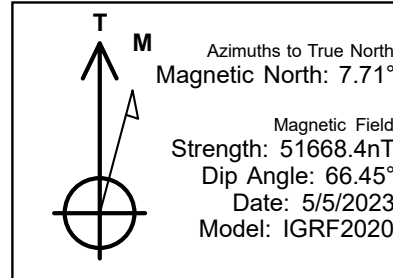 T
M
Azimuths to True North
Magnetic North: 7.71°
Magnetic Field
Strength: 51668.4nT
Dip Angle: 66.45°
Date: 5/5/2023
Model: IGRF2020